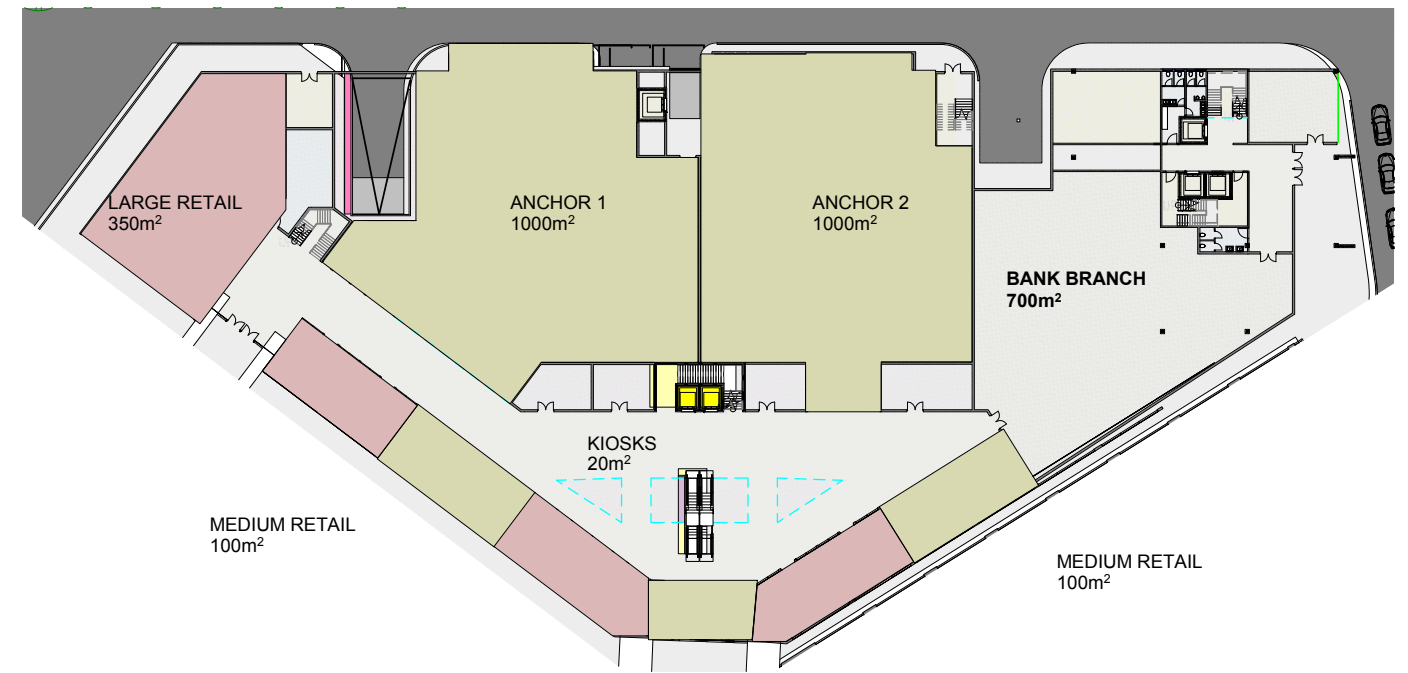 LARGE RETAIL
350m²
ANCHOR 1
1000m²
ANCHOR 2
1000m²
BANK BRANCH
700m²
KIOSKS
20m²
MEDIUM RETAIL
100m²
MEDIUM RETAIL
100m²